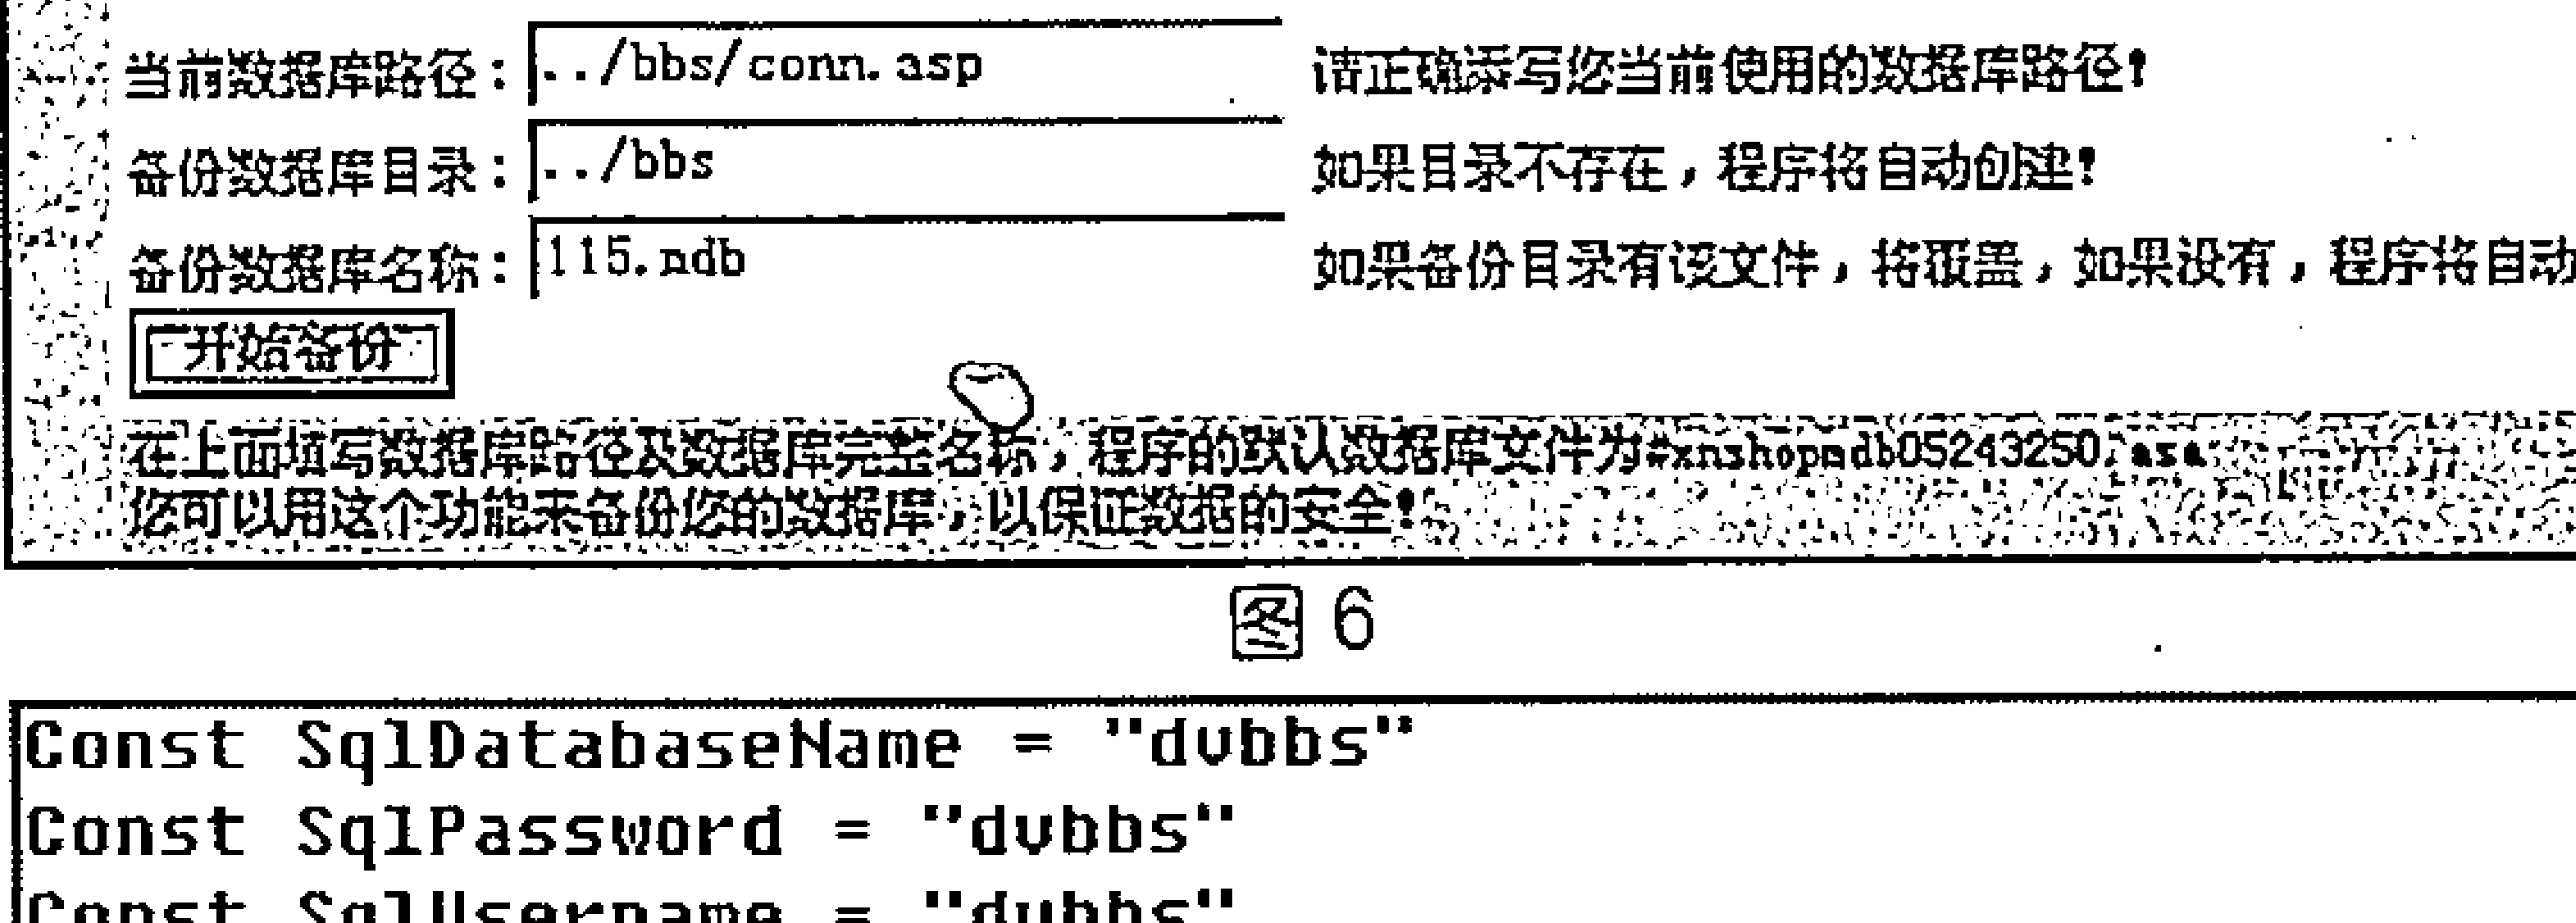 当前数据库路径： ../bbs/conn.asp 请正确添写您当前使用的数据库路径！
备份数据库目录： ../bbs 如果目录不存在，程序将自动创建！
备份数据库名称： 115.mdb 如果备份目录有该文件，将覆盖，如果没有，程序将自动
开始备份
在上面填写数据库路径及数据库完整名称，程序的默认数据库文件为#xnshopmdb05243250.asa
您可以用这个功能来备份您的数据库，以保证数据的安全！
图 6
Const SqlDatabaseName = "dvbbs"
Const SqlPassword = "dvbbs"
Const SqlUsername = "dvbbs"